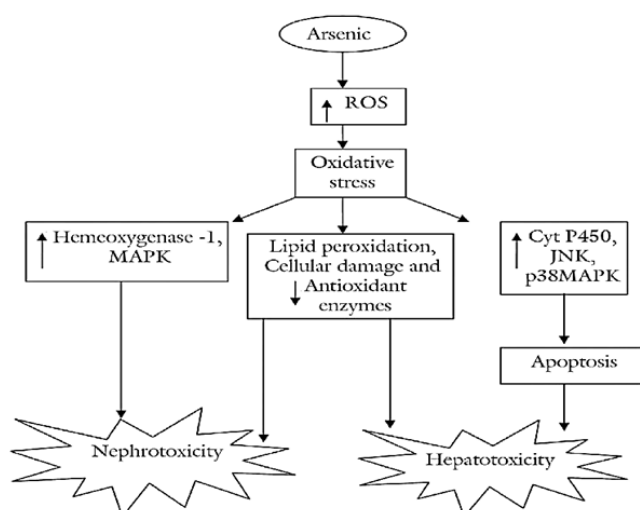 Arsenic
↑ ROS
Oxidative
stress
↑ Hemeoxygenase -1,
MAPK
Lipid peroxidation,
Cellular damage and
↓ Antioxidant
enzymes
↑ Cyt P450,
JNK,
p38MAPK
Apoptosis
Nephrotoxicity
Hepatotoxicity